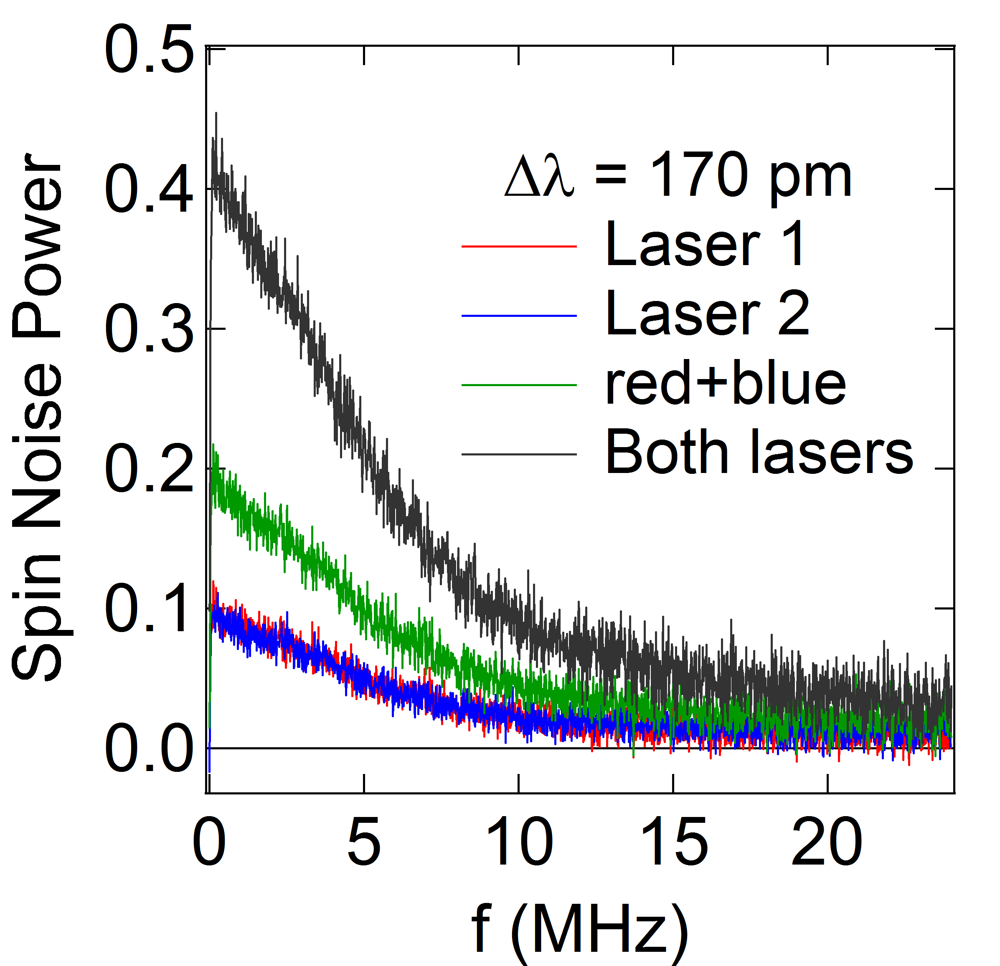 0.5
0.4
0.3
0.2
0.1
0.0
Spin Noise Power
Δλ = 170 pm
Laser 1
Laser 2
red+blue
Both lasers
0 5 10 15 20
f (MHz)